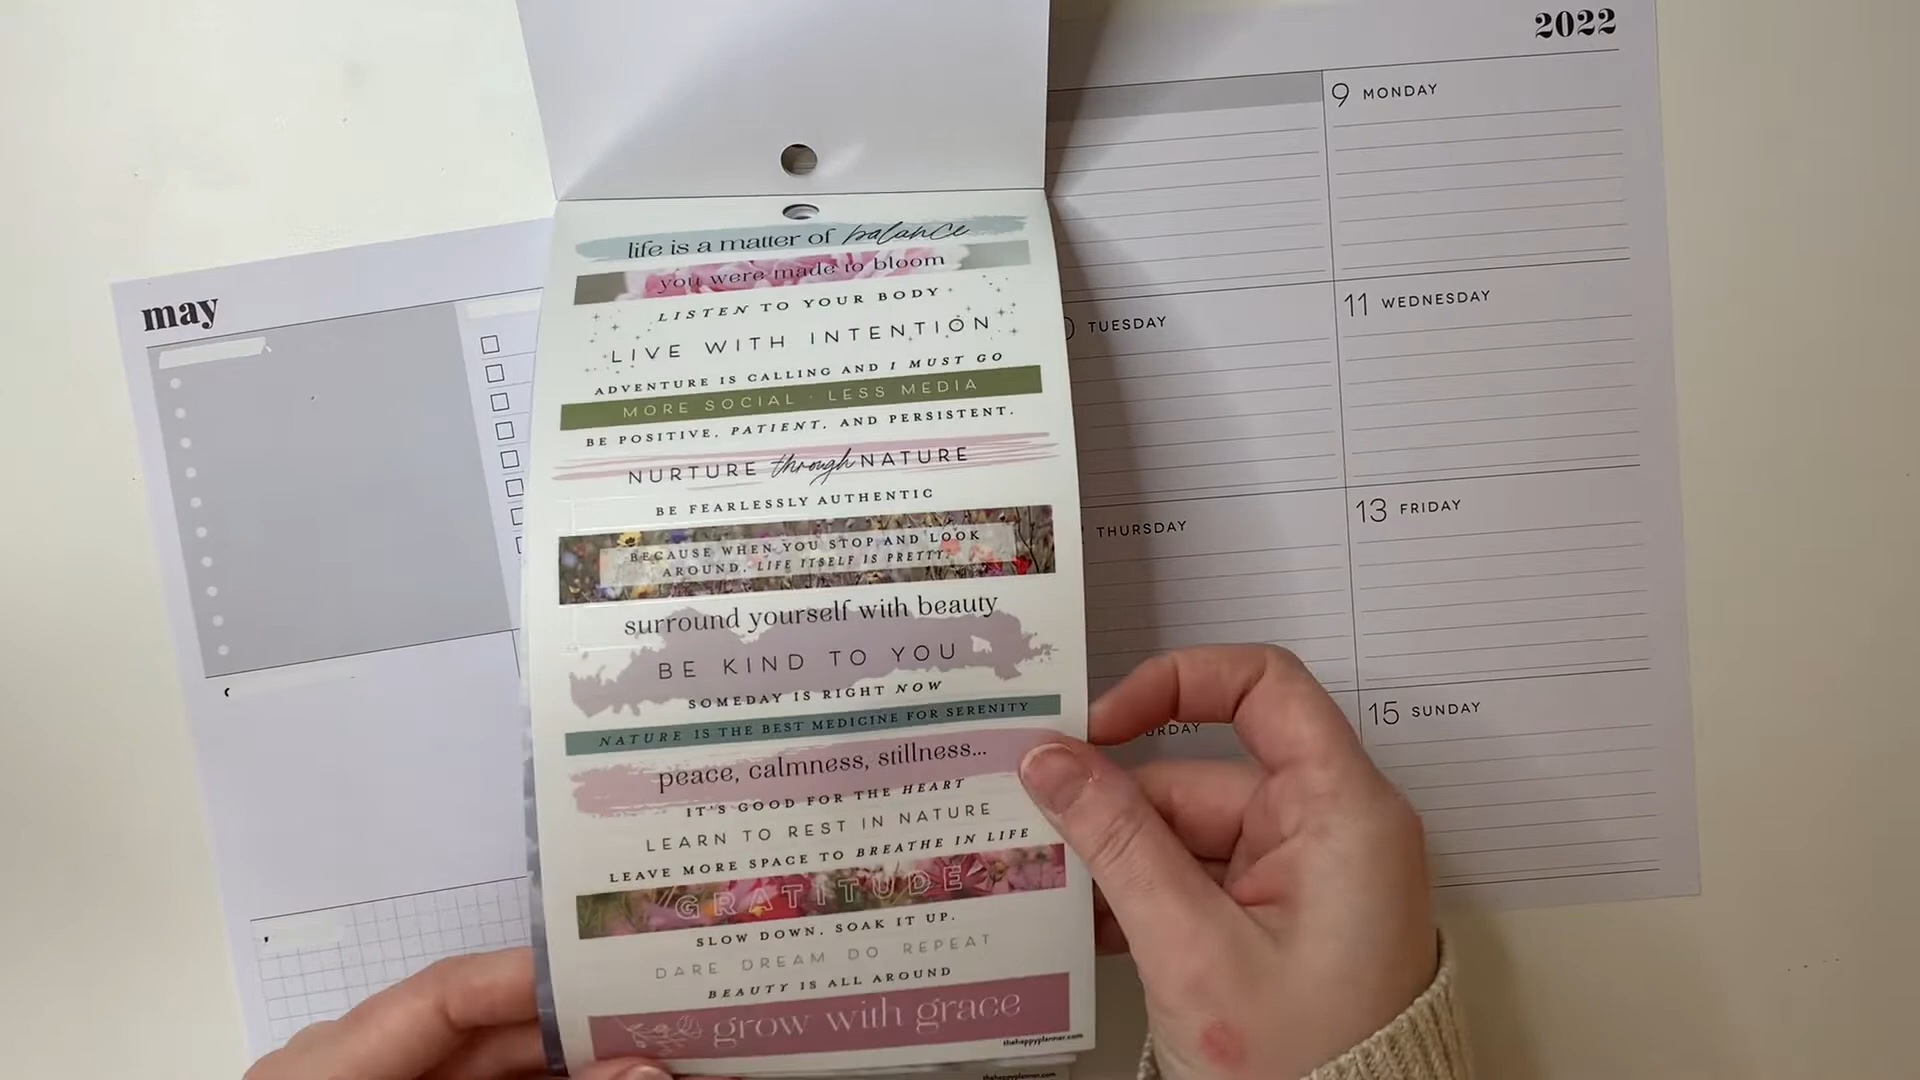 2022
may
life is a matter of balance
you were made to bloom
LISTEN TO YOUR BODY
LIVE WITH INTENTION
ADVENTURE IS CALLING AND I MUST GO
MORE SOCIAL · LESS MEDIA
BE POSITIVE, PATIENT, AND PERSISTENT.
NURTURE through NATURE
BE FEARLESSLY AUTHENTIC
BECAUSE WHEN YOU STOP AND LOOK
AROUND, LIFE ITSELF IS PRETTY.
surround yourself with beauty
BE KIND TO YOU
SOMEDAY IS RIGHT NOW
NATURE IS THE BEST MEDICINE FOR SERENITY
peace, calmness, stillness...
IT'S GOOD FOR THE HEART
LEARN TO REST IN NATURE
LEAVE MORE SPACE TO BREATHE IN LIFE
GRATITUDE
SLOW DOWN, SOAK IT UP.
DARE DREAM DO REPEAT
BEAUTY IS ALL AROUND
grow with grace
thehappyplanner.com
thehappyplanner.com
9 MONDAY
TUESDAY
11 WEDNESDAY
THURSDAY
13 FRIDAY
URDAY
15 SUNDAY